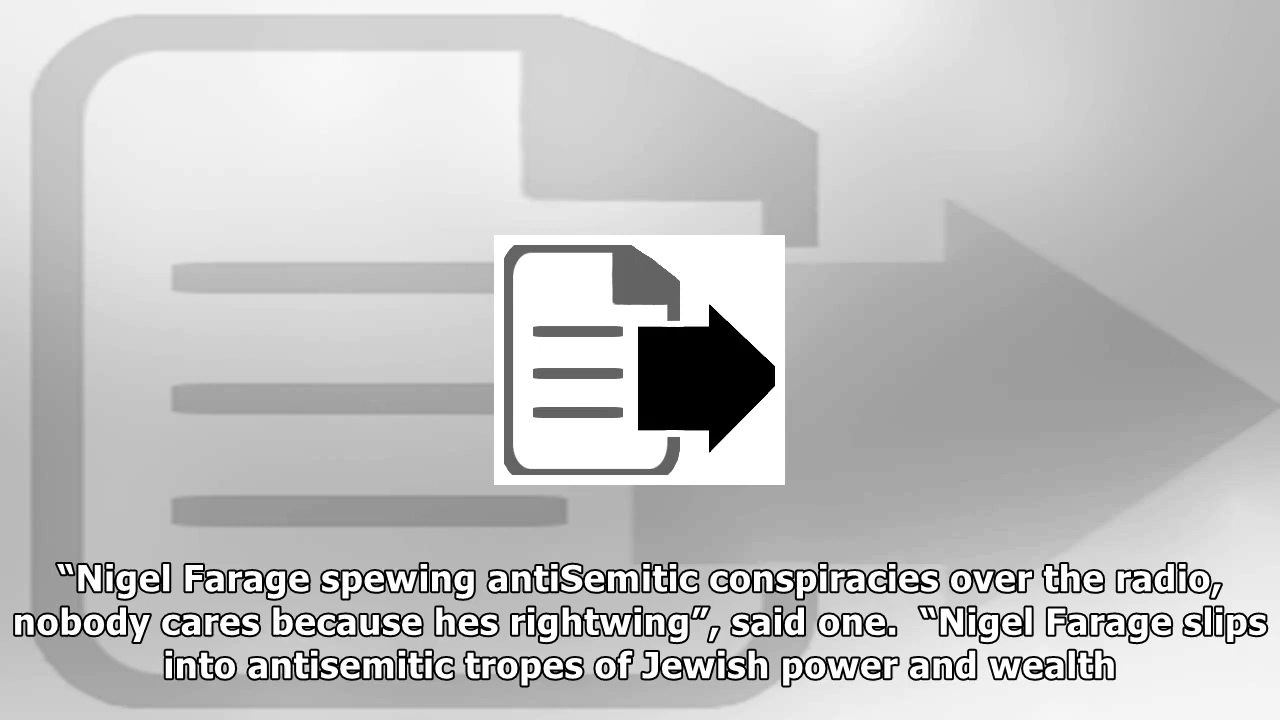 “Nigel Farage spewing antiSemitic conspiracies over the radio,
nobody cares because hes rightwing”, said one.  “Nigel Farage slips
into antisemitic tropes of Jewish power and wealth